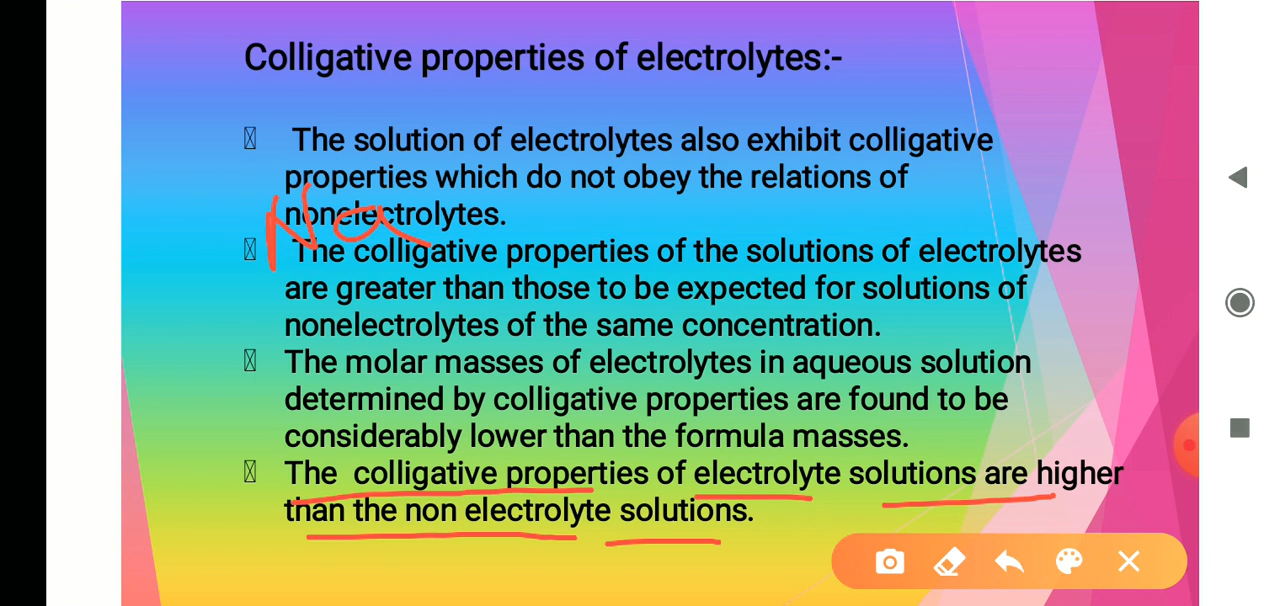 Colligative properties of electrolytes:-
The solution of electrolytes also exhibit colligative
properties which do not obey the relations of
nonelectrolytes.
Na
The colligative properties of the solutions of electrolytes
are greater than those to be expected for solutions of
nonelectrolytes of the same concentration.
The molar masses of electrolytes in aqueous solution
determined by colligative properties are found to be
considerably lower than the formula masses.
The colligative properties of electrolyte solutions are higher
than the non electrolyte solutions.